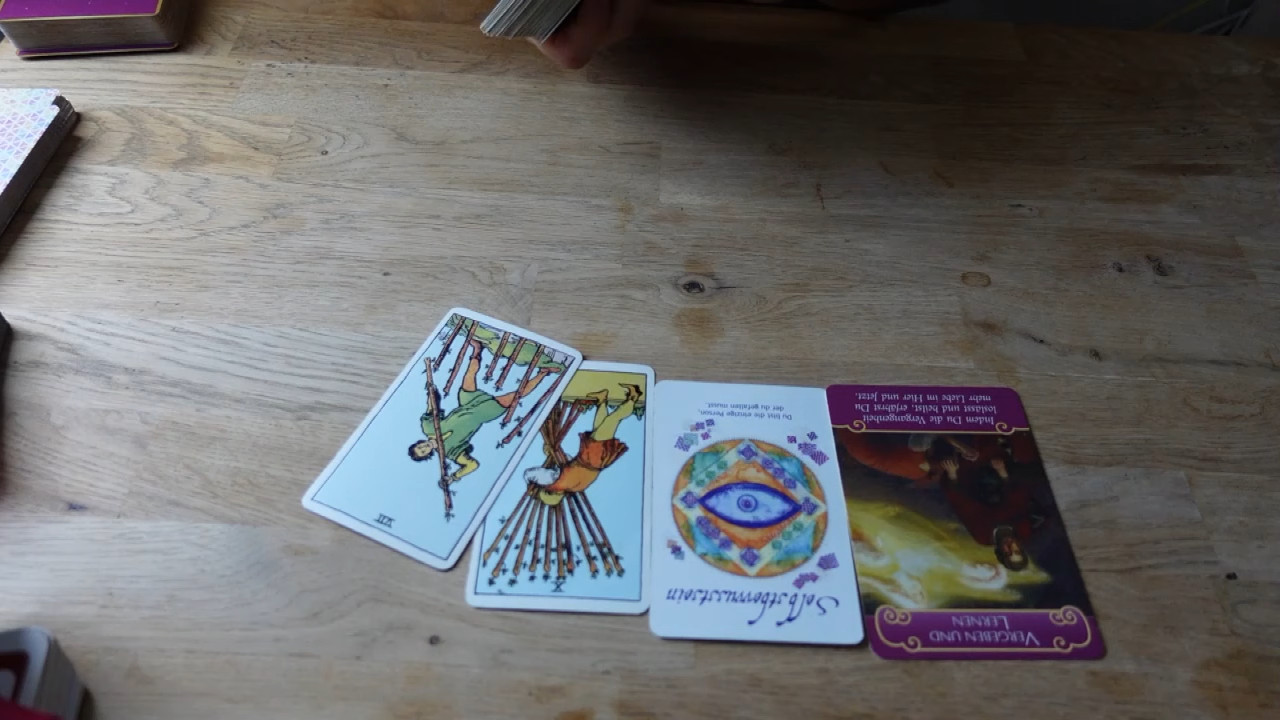 VII
X
Selbstbewusstsein
Du bist die einzige Person,
der du gefallen musst.
VERGEBEN UND
LERNEN
Indem Du die Vergangenheit
loslässt und heilst, erfährst Du
mehr Liebe im Hier und Jetzt.